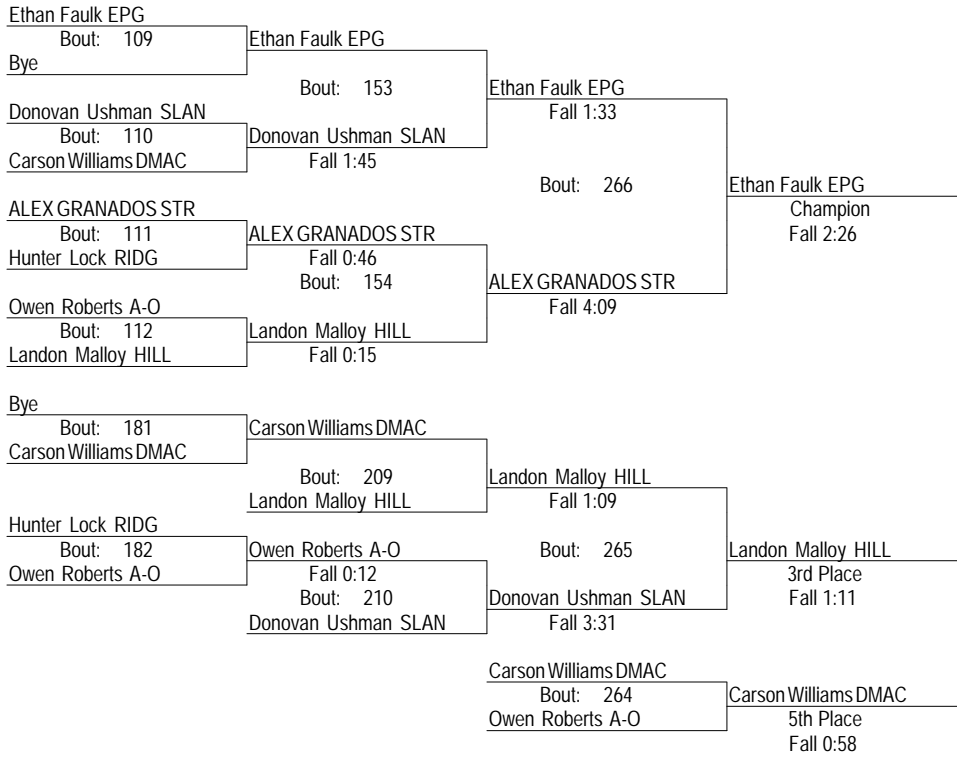 Ethan Faulk EPG
Bout: 109
Ethan Faulk EPG
Bye
Bout: 153
Ethan Faulk EPG
Donovan Ushman SLAN
Fall 1:33
Bout: 110
Donovan Ushman SLAN
Carson Williams DMAC
Fall 1:45
Bout: 266
Ethan Faulk EPG
ALEX GRANADOS STR
Champion
Bout: 111
ALEX GRANADOS STR
Fall 2:26
Hunter Lock RIDG
Fall 0:46
Bout: 154
ALEX GRANADOS STR
Owen Roberts A-O
Fall 4:09
Bout: 112
Landon Malloy HILL
Landon Malloy HILL
Fall 0:15
Bye
Bout: 181
Carson Williams DMAC
Carson Williams DMAC
Bout: 209
Landon Malloy HILL
Landon Malloy HILL
Fall 1:09
Hunter Lock RIDG
Bout: 182
Owen Roberts A-O
Bout: 265
Landon Malloy HILL
Owen Roberts A-O
Fall 0:12
3rd Place
Bout: 210
Donovan Ushman SLAN
Fall 1:11
Donovan Ushman SLAN
Fall 3:31
Carson Williams DMAC
Bout: 264
Carson Williams DMAC
Owen Roberts A-O
5th Place
Fall 0:58